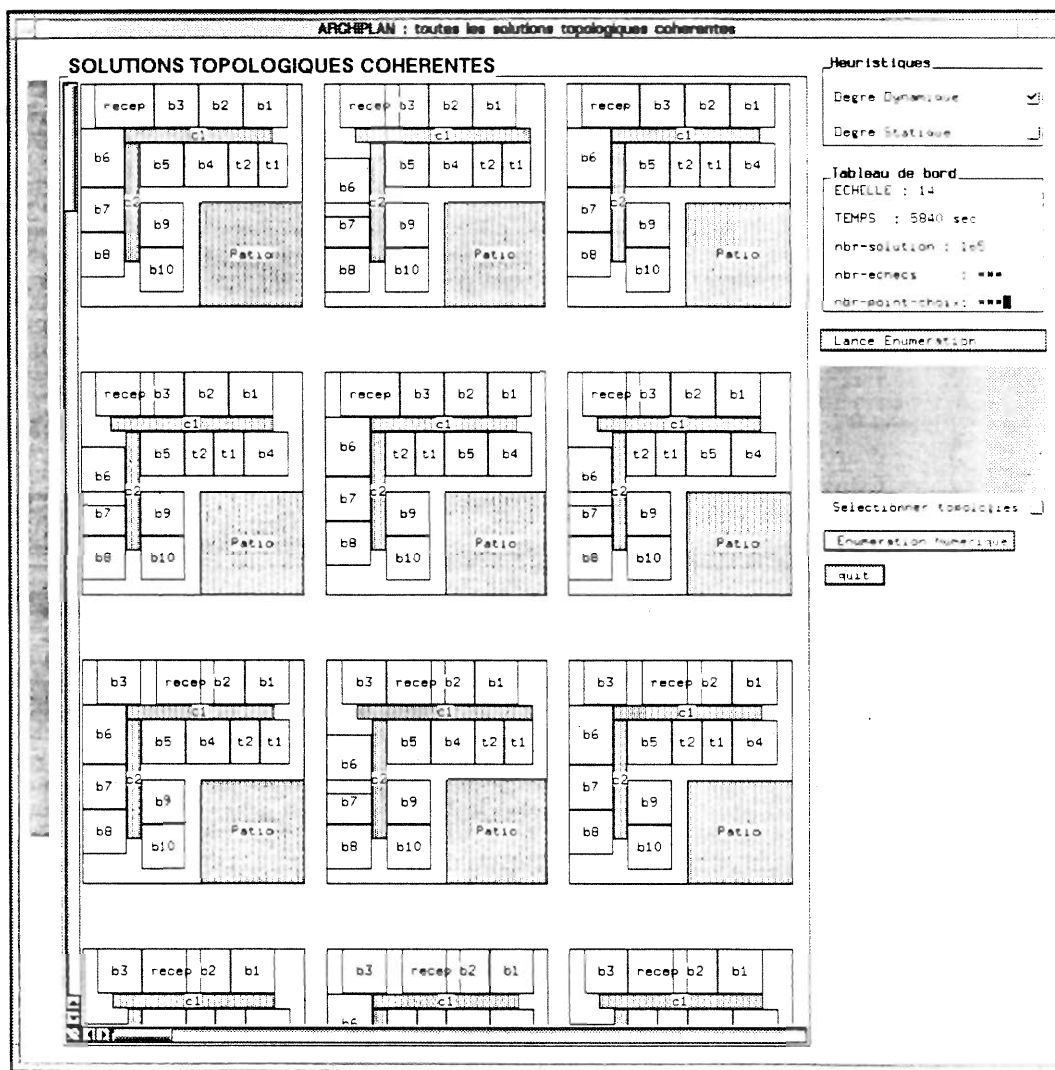 ARCHIPLAN : toutes les solutions topologiques coherentes
SOLUTIONS TOPOLOGIQUES COHERENTES
recep b3 b2 b1
c1
b6 b5 b4 t2 t1
b7 c2 b9
b8 b10 Patio
recep b3 b2 b1
c1
b6 b5 b4 t2 t1
b7 c2 b9
b8 b10 Patio
recep b3 b2 b1
c1
b6 b5 t2 t1 b4
b7 c2 b9
b8 b10 Patio
recep b3 b2 b1
c1
b6 b5 t2 t1 b4
b7 c2 b9
b8 b10 Patio
recep b3 b2 b1
c1
b6 t2 t1 b5 b4
b7 c2 b9
b8 b10 Patio
recep b3 b2 b1
c1
b6 t2 t1 b5 b4
b7 c2 b9
b8 b10 Patio
b3 recep b2 b1
c1
b6 b5 b4 t2 t1
b7 c2 b9
b8 b10 Patio
b3 recep b2 b1
c1
b6 b5 b4 t2 t1
b7 c2 b9
b8 b10 Patio
b3 recep b2 b1
c1
b6 b5 t2 t1 b4
b7 c2 b9
b8 b10 Patio
b3 recep b2 b1
c1
b3 recep b2 b1
c1
b6
b3 recep b2 b1
c1
Heuristiques
Degre Dynamique
Degre Statique
Tableau de bord
ECHELLE : 14
TEMPS : 5840 sec
nbr-solution : 165
nbr-echecs : ***
nbr-point-choix: ***
Lance Enumeration
Selectionner topologies
Enumeration Numerique
quit